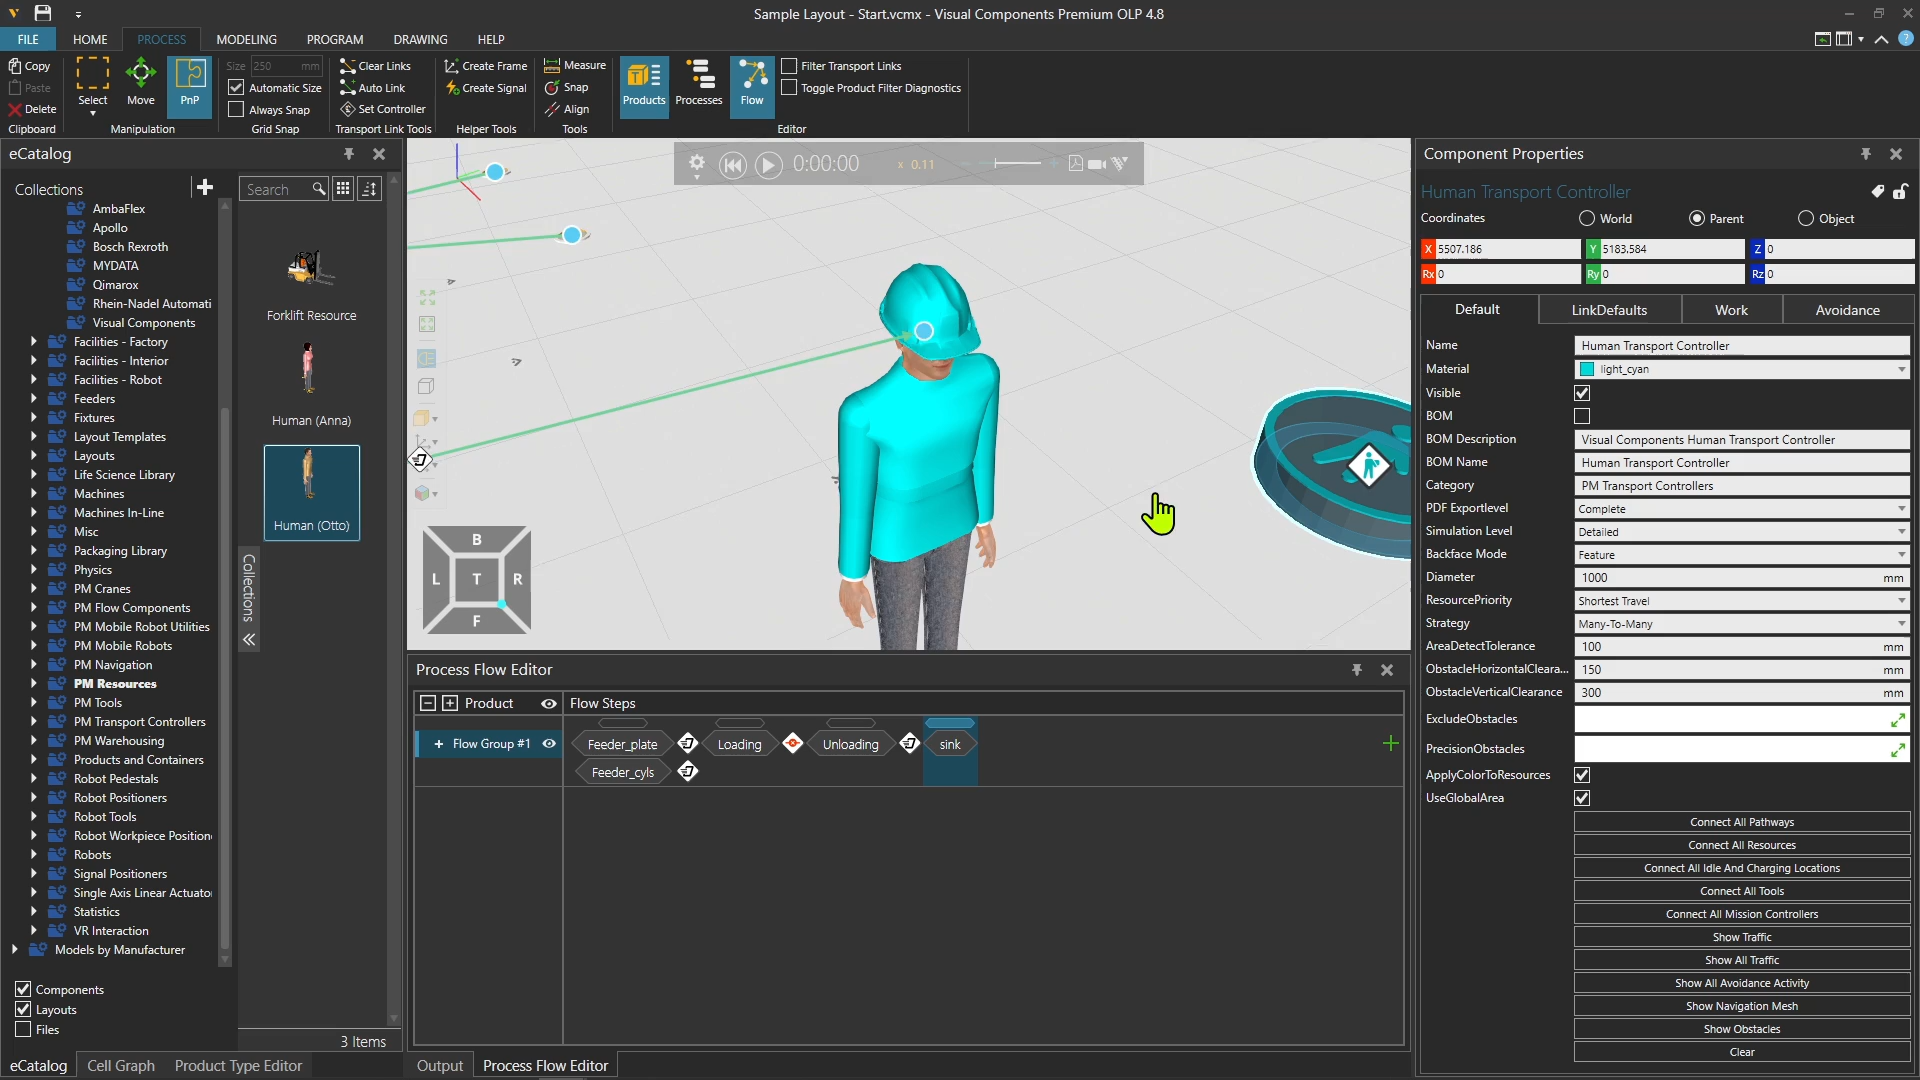 Sample Layout - Start.vcmx - Visual Components Premium OLP 4.8
FILE
HOME
PROCESS
MODELING
PROGRAM
DRAWING
HELP
Copy
Paste
Delete
Clipboard
Select
Move
PnP
Manipulation
Size 250 mm
Automatic Size
Always Snap
Grid Snap
Clear Links
Auto Link
Set Controller
Transport Link Tools
Create Frame
Create Signal
Helper Tools
Measure
Snap
Align
Tools
Products
Processes
Flow
Filter Transport Links
Toggle Product Filter Diagnostics
Editor
eCatalog
Collections
Search
AmbaFlex
Apollo
Bosch Rexroth
MYDATA
Qimarox
Rhein-Nadel Automati
Visual Components
Facilities - Factory
Facilities - Interior
Facilities - Robot
Feeders
Fixtures
Layout Templates
Layouts
Life Science Library
Machines
Machines In-Line
Misc
Packaging Library
Physics
PM Cranes
PM Flow Components
PM Mobile Robot Utilities
PM Mobile Robots
PM Navigation
PM Resources
PM Tools
PM Transport Controllers
PM Warehousing
Products and Containers
Robot Pedestals
Robot Positioners
Robot Tools
Robot Workpiece Position
Robots
Signal Positioners
Single Axis Linear Actuato
Statistics
VR Interaction
Models by Manufacturer
Components
Layouts
Files
Forklift Resource
Human (Anna)
Human (Otto)
Collections
3 Items
eCatalog
Cell Graph
Product Type Editor
0:00:00
x 0.11
B
L T R
F
Process Flow Editor
Product
Flow Steps
Flow Group #1
Feeder_plate
Loading
Unloading
sink
Feeder_cyls
Output
Process Flow Editor
Component Properties
Human Transport Controller
Coordinates
World
Parent
Object
X 5507.186
Y 5183.584
Z 0
Rx 0
Ry 0
Rz 0
Default
LinkDefaults
Work
Avoidance
Name Human Transport Controller
Material light_cyan
Visible
BOM
BOM Description Visual Components Human Transport Controller
BOM Name Human Transport Controller
Category PM Transport Controllers
PDF Exportlevel Complete
Simulation Level Detailed
Backface Mode Feature
Diameter 1000 mm
ResourcePriority Shortest Travel
Strategy Many-To-Many
AreaDetectTolerance 100 mm
ObstacleHorizontalCleara... 150 mm
ObstacleVerticalClearance 300 mm
ExcludeObstacles
PrecisionObstacles
ApplyColorToResources
UseGlobalArea
Connect All Pathways
Connect All Resources
Connect All Idle And Charging Locations
Connect All Tools
Connect All Mission Controllers
Show Traffic
Show All Traffic
Show All Avoidance Activity
Show Navigation Mesh
Show Obstacles
Clear